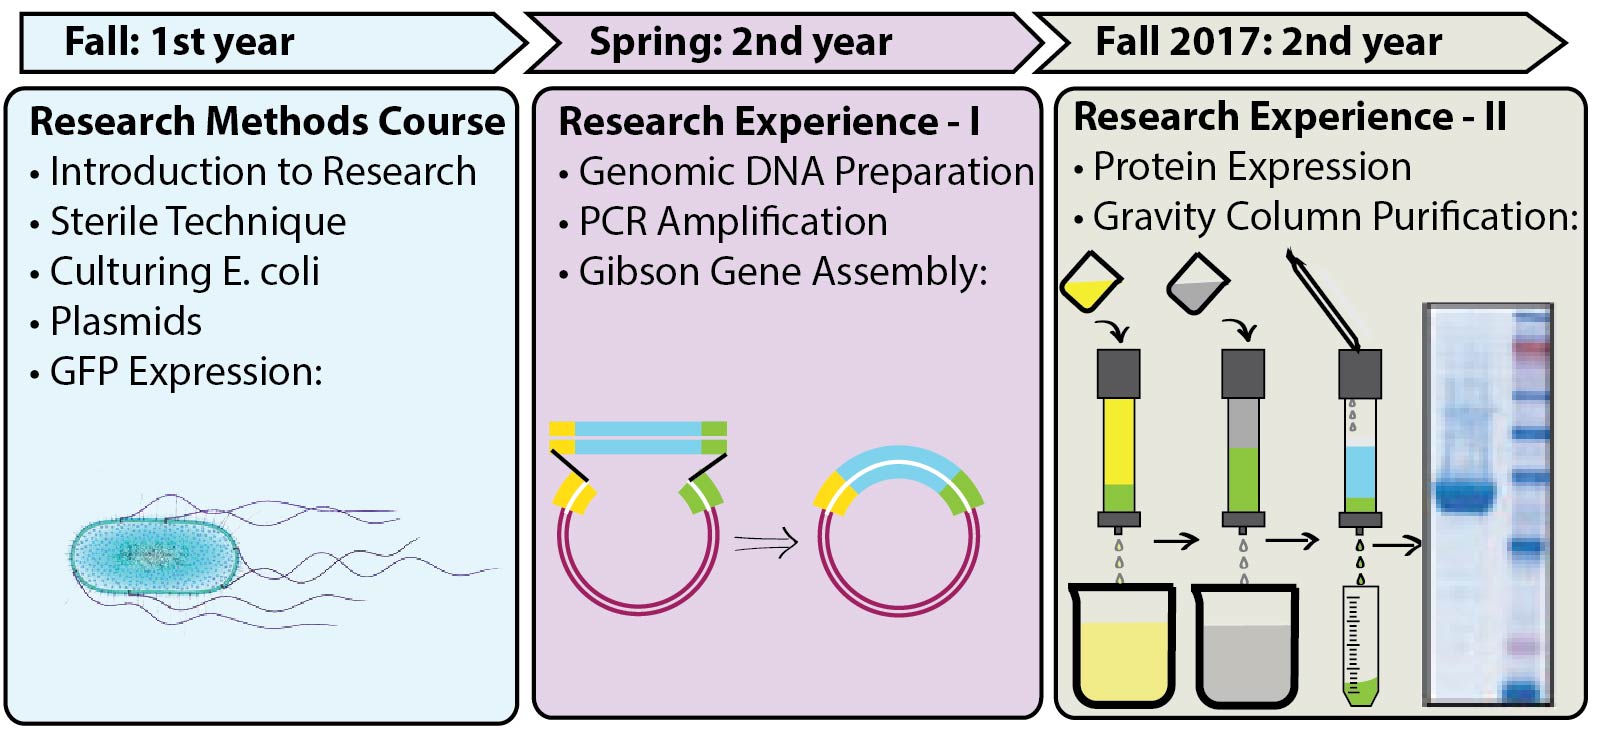 Fall: 1st year
Spring: 2nd year
Fall 2017: 2nd year
Research Methods Course
• Introduction to Research
• Sterile Technique
• Culturing E. coli
• Plasmids
• GFP Expression:
Research Experience - I
• Genomic DNA Preparation
• PCR Amplification
• Gibson Gene Assembly:
Research Experience - II
• Protein Expression
• Gravity Column Purification: